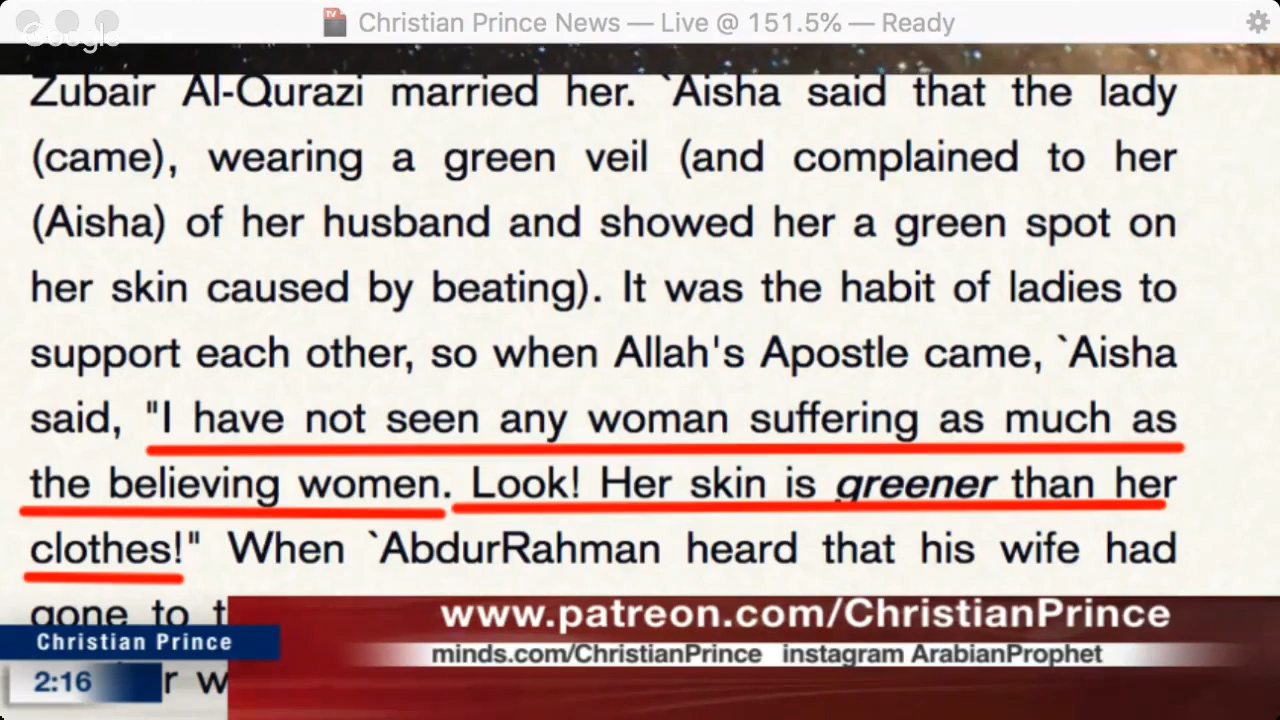 Christian Prince News — Live @ 151.5% — Ready
Google
Zubair Al-Qurazi married her. `Aisha said that the lady
(came), wearing a green veil (and complained to her
(Aisha) of her husband and showed her a green spot on
her skin caused by beating). It was the habit of ladies to
support each other, so when Allah's Apostle came, `Aisha
said, "I have not seen any woman suffering as much as
the believing women. Look! Her skin is greener than her
clothes!" When `AbdurRahman heard that his wife had
gone to
www.patreon.com/ChristianPrince
Christian Prince
minds.com/ChristianPrince instagram ArabianProphet
2:16